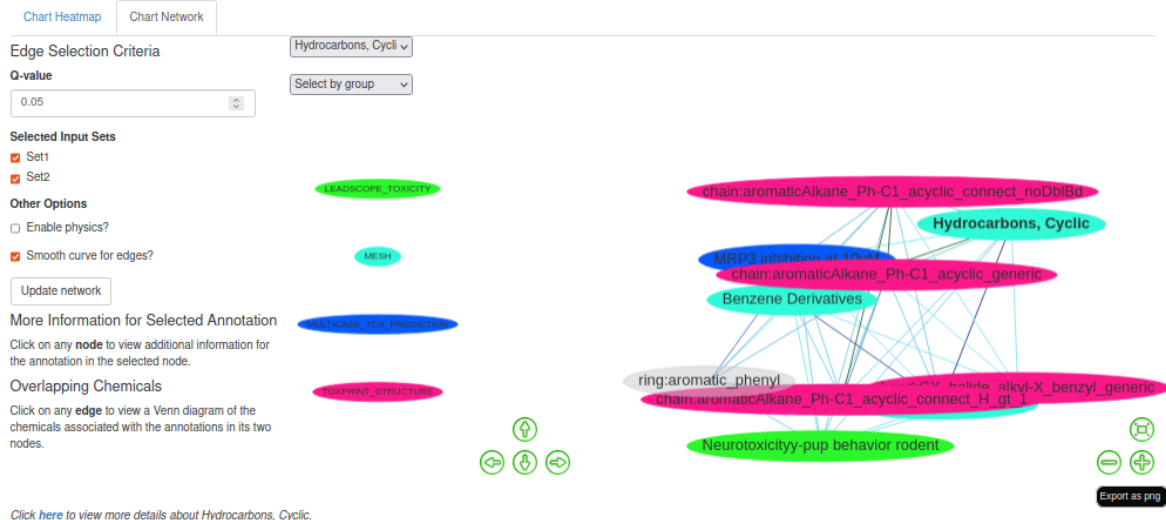 Chart Heatmap
Chart Network
Edge Selection Criteria
Q-value
0.05
Selected Input Sets
Set1
Set2
Other Options
Enable physics?
Smooth curve for edges?
Update network
More Information for Selected Annotation
Click on any node to view additional information for
the annotation in the selected node.
Overlapping Chemicals
Click on any edge to view a Venn diagram of the
chemicals associated with the annotations in its two
nodes.
Click here to view more details about Hydrocarbons, Cyclic.
Hydrocarbons, Cycli
Select by group
LEADSCOPE_TOXICITY
MESH
MULTICASE_TOX_PREDICTION
TOXPRINT_STRUCTURE
chain:aromaticAlkane_Ph-C1_acyclic_connect_noDblBd
Hydrocarbons, Cyclic
MRP3 inhibition at 10uM
chain:aromaticAlkane_Ph-C1_acyclic_generic
Benzene Derivatives
ring:aromatic_phenyl
halide_alkyl-X_benzyl_generic
chain:aromaticAlkane_Ph-C1_acyclic_connect_H_gt_1
Neurotoxicityy-pup behavior rodent
Export as png